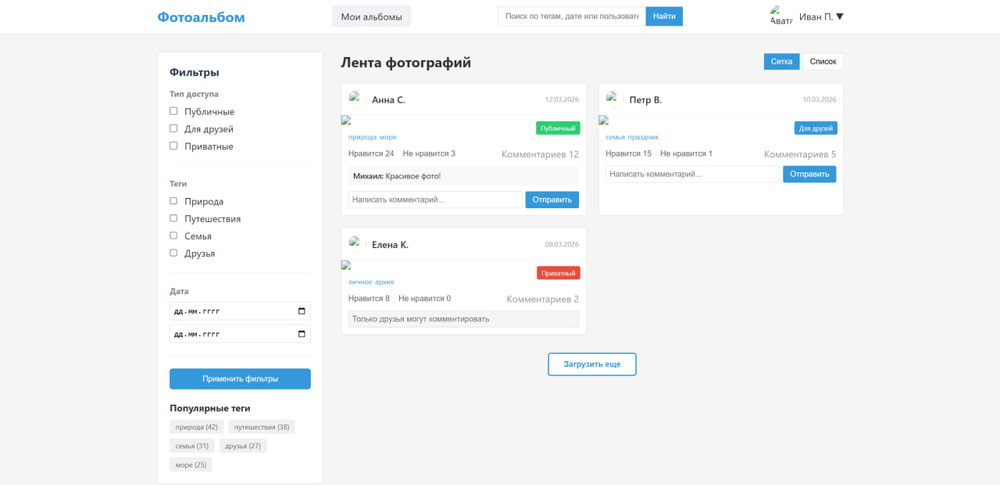 Фотоальбом
Мои альбомы
Поиск по тегам, дате или пользовате
Найти
Авата
Иван П. ▼
Фильтры
Тип доступа
Публичные
Для друзей
Приватные
Теги
Природа
Путешествия
Семья
Друзья
Дата
дд.мм.гггг
дд.мм.гггг
Применить фильтры
Популярные теги
природа (42) путешествия (38)
семья (31) друзья (27)
море (25)
Лента фотографий
Сетка Список
Анна С. 12.03.2026
Публичный
природа море
Нравится 24 Не нравится 3 Комментариев 12
Михаил: Красивое фото!
Написать комментарий... Отправить
Петр В. 10.03.2026
Для друзей
семья праздник
Нравится 15 Не нравится 1 Комментариев 5
Написать комментарий... Отправить
Елена К. 08.03.2026
Приватный
личное архив
Нравится 8 Не нравится 0 Комментариев 2
Только друзья могут комментировать
Загрузить еще